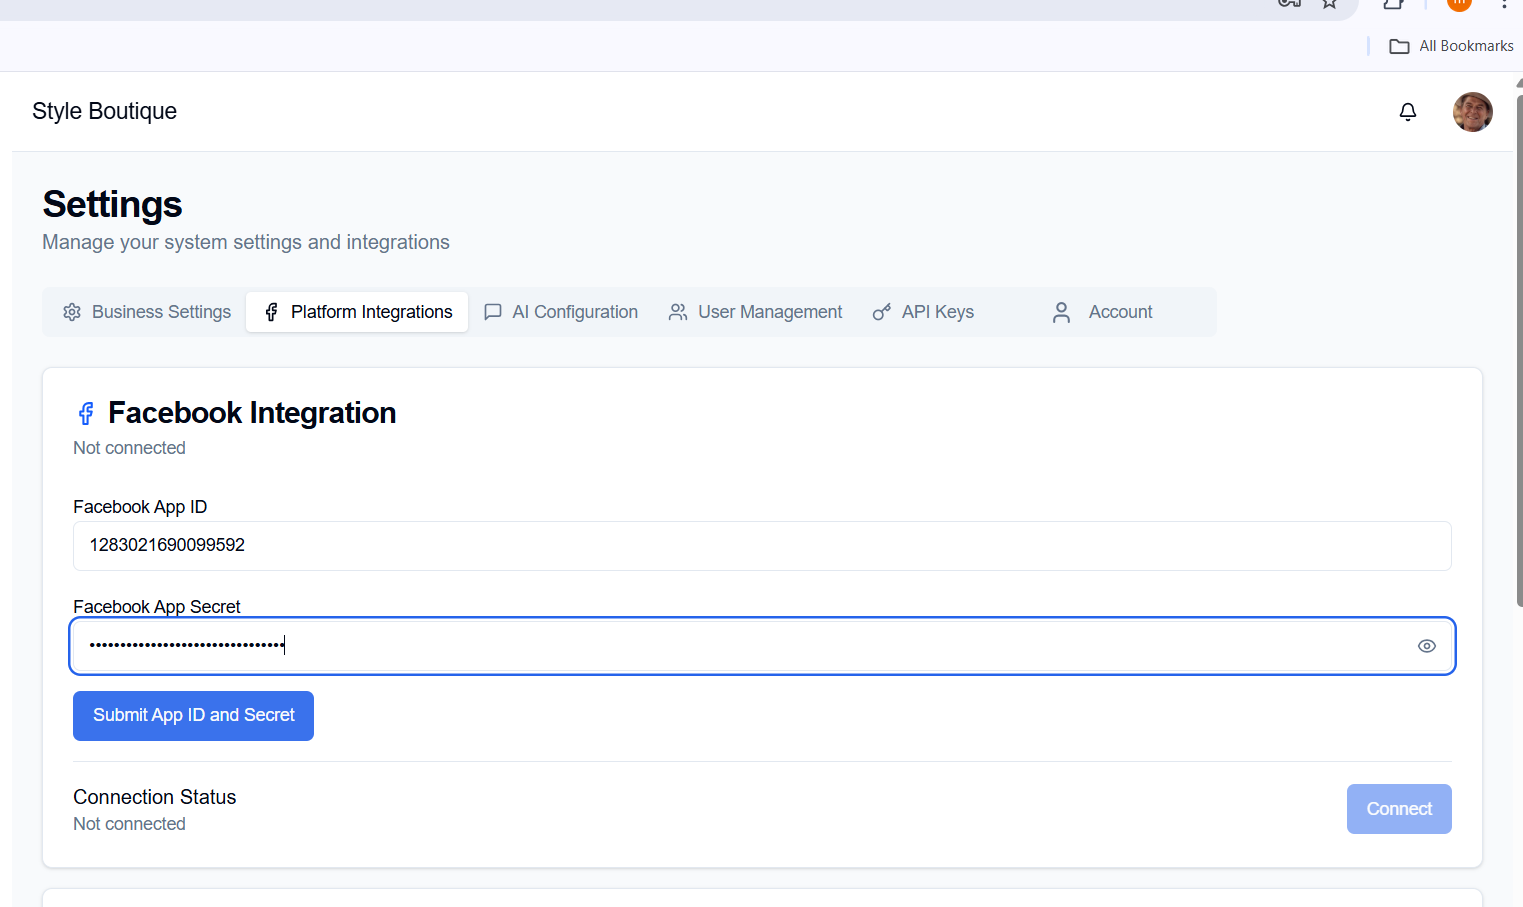 All Bookmarks
Style Boutique
Settings
Manage your system settings and integrations
Business Settings Platform Integrations AI Configuration User Management API Keys Account
Facebook Integration
Not connected
Facebook App ID
1283021690099592
Facebook App Secret
••••••••••••••••••••••••••••••••
Submit App ID and Secret
Connection Status
Not connected
Connect